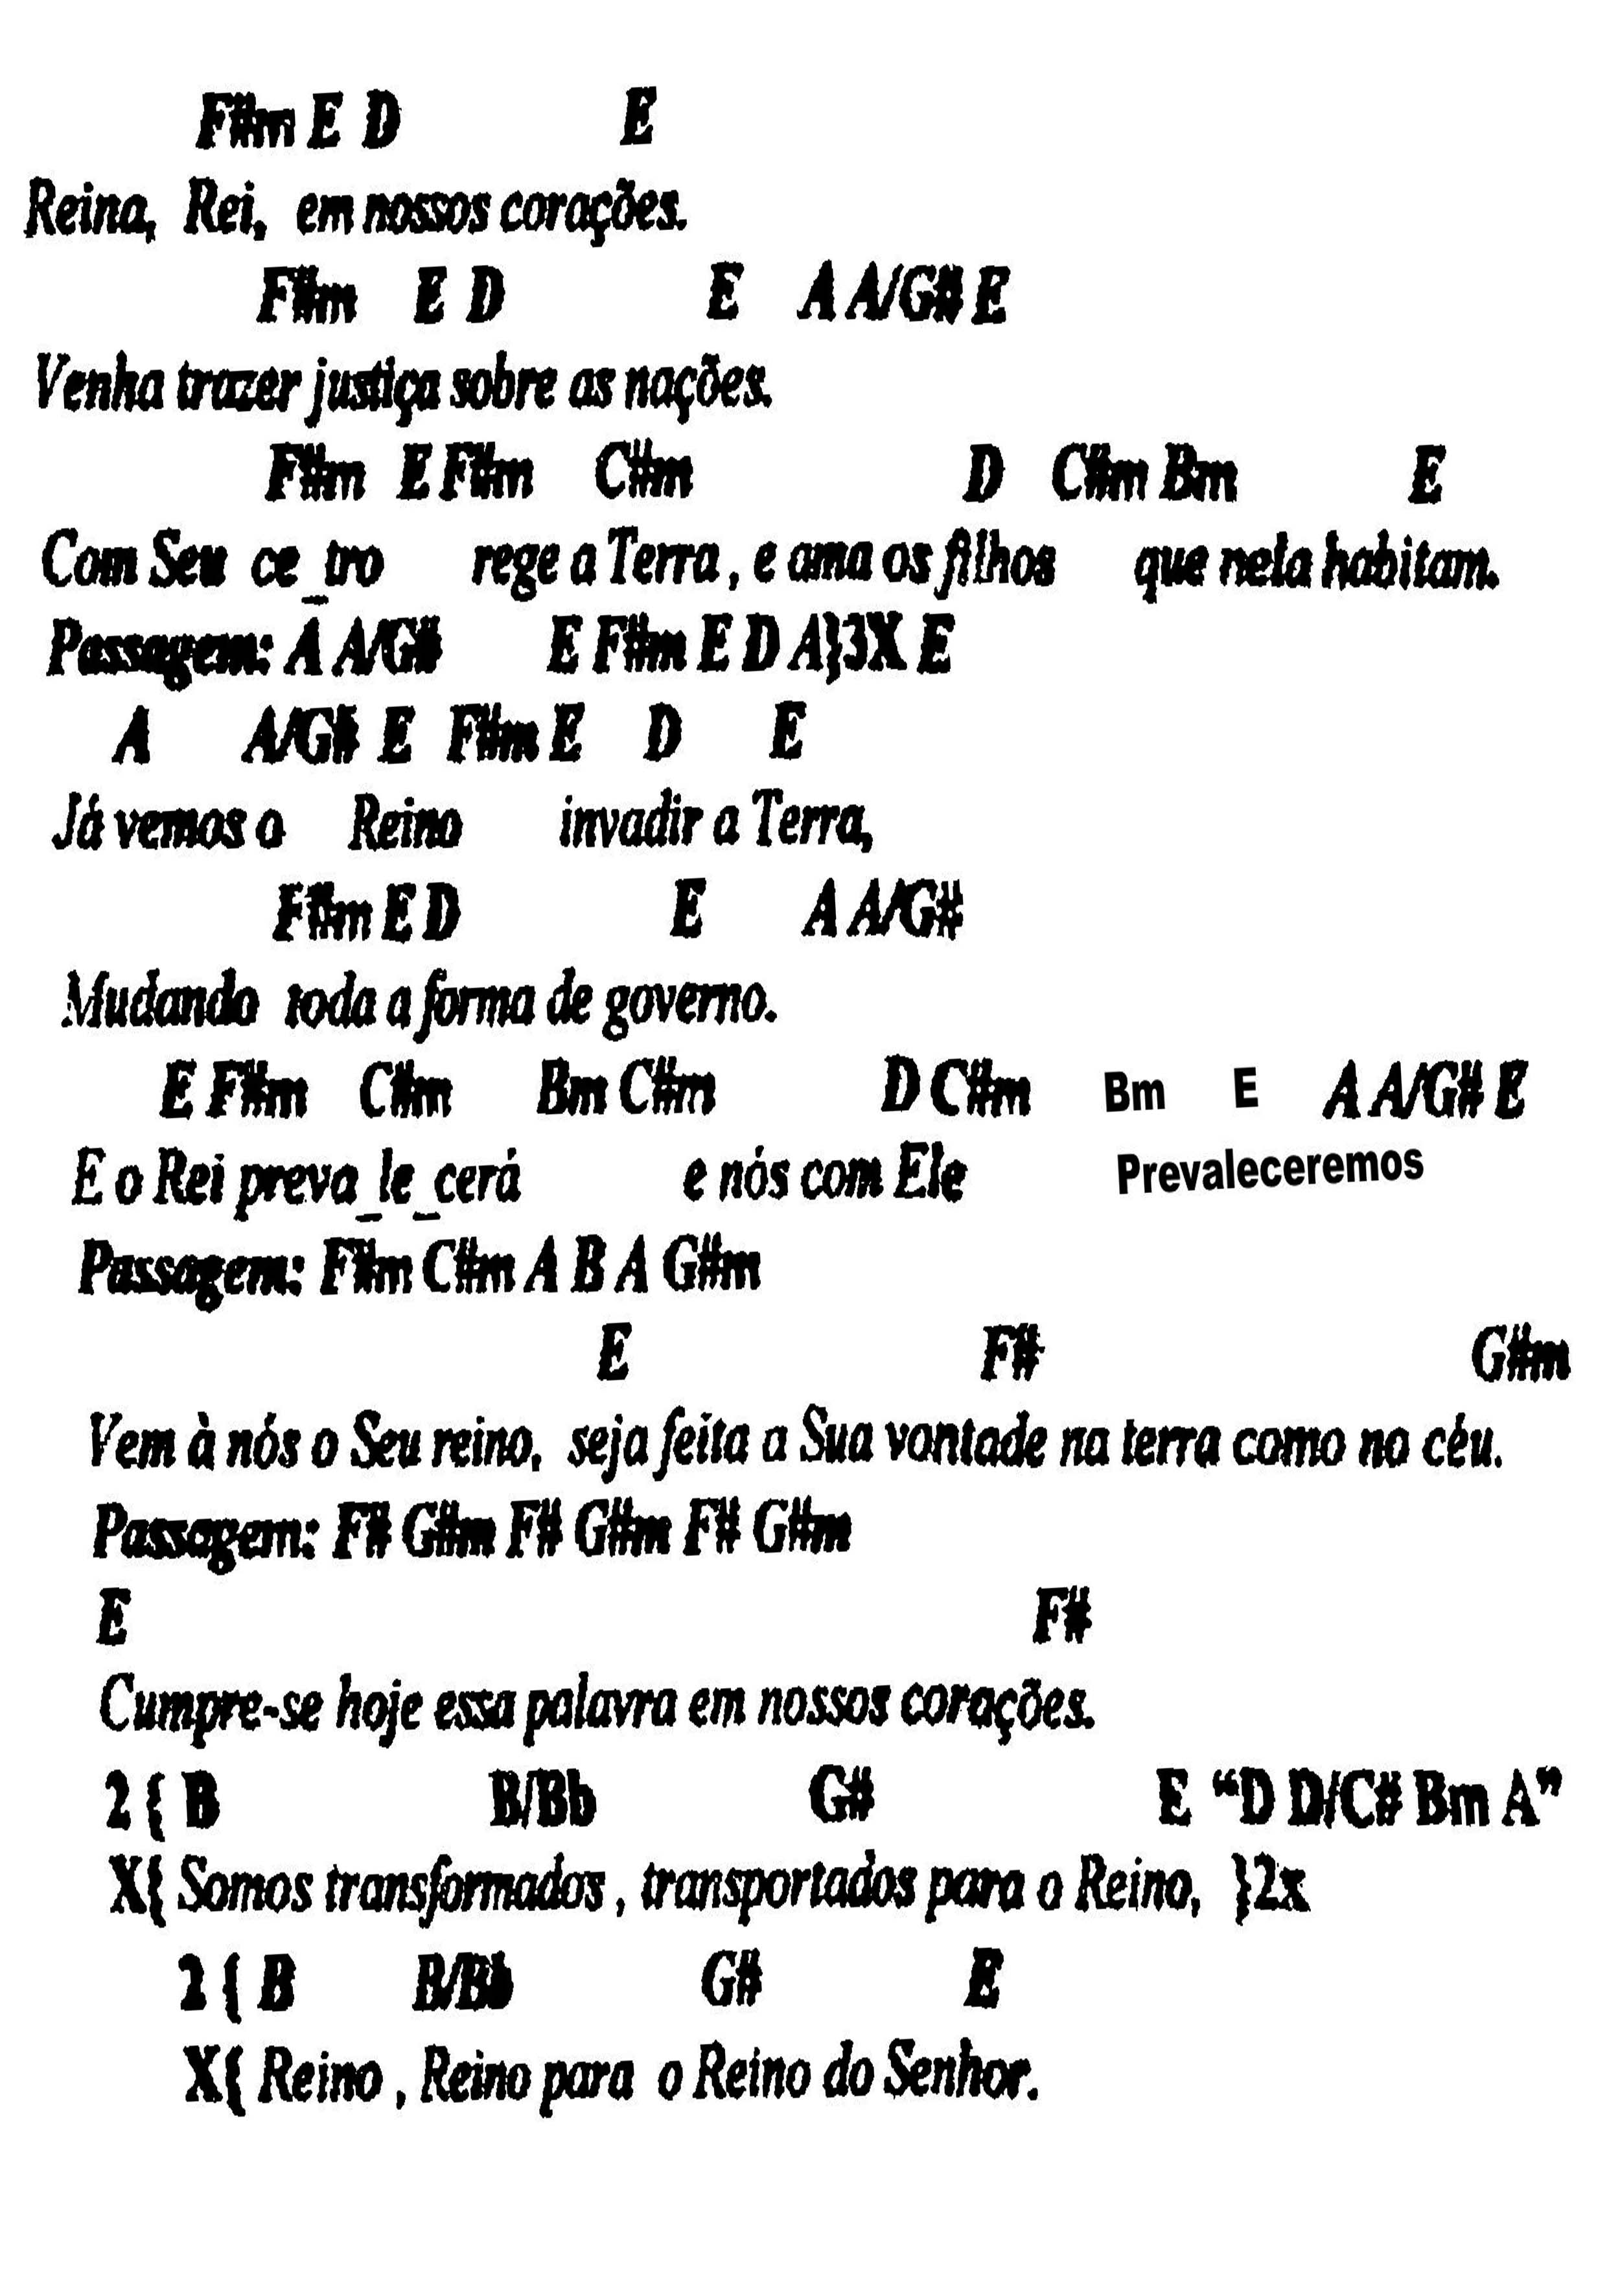 F#m E D E
Reina, Rei, em nossos corações.
F#m E D E A A/G# E
Venha trazer justiça sobre as nações.
F#m E F#m C#m D C#m Bm E
Com Seu ce_tro rege a Terra, e ama os filhos que nela habitam.
Passagem: A A/G# E F#m E D A}3X E
A A/G# E F#m E D E
Já vemos o Reino invadir a Terra,
F#m E D E A A/G#
Mudando toda a forma de governo.
E F#m C#m Bm C#m D C#m Bm E A A/G# E
E o Rei preva_le_cerá e nós com Ele Prevaleceremos
Passagem: F#m C#m A B A G#m
E F# G#m
Vem à nós o Seu reino, seja feita a Sua vontade na terra como no céu.
Passagem: F# G#m F# G#m F# G#m
E F#
Cumpre-se hoje essa palavra em nossos corações.
2 { B B/Bb G# E “D D/C# Bm A”
X{ Somos transformados, transportados para o Reino, }2x
2 { B B/Bb G# E
X{ Reino, Reino para o Reino do Senhor.